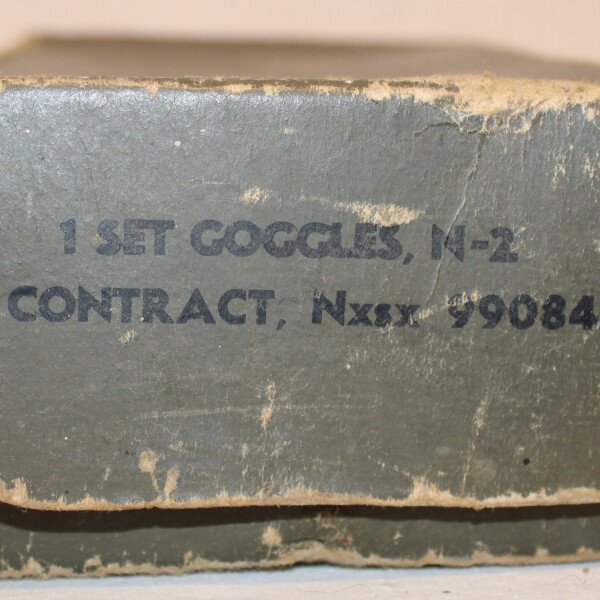 1 SET GOGGLES, N-2
CONTRACT, Nxsx 99084